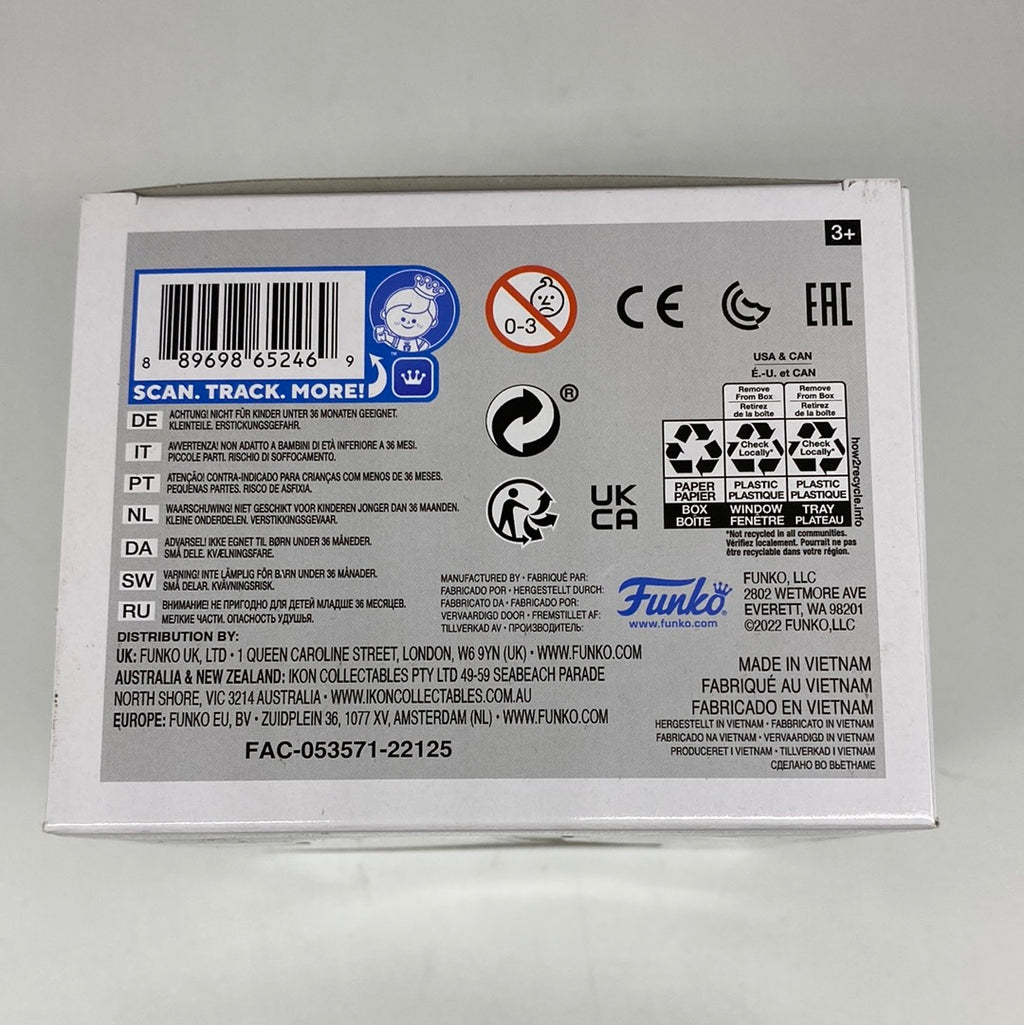 3+
8 89698 65246 9
SCAN. TRACK. MORE!
TM
0-3
CE
EAC
DE ACHTUNG! NICHT FÜR KINDER UNTER 36 MONATEN GEEIGNET.
KLEINTEILE. ERSTICKUNGSGEFAHR.
IT AVVERTENZA! NON ADATTO A BAMBINI DI ETÀ INFERIORE A 36 MESI.
PICCOLE PARTI. RISCHIO DI SOFFOCAMENTO.
PT ATENÇÃO! CONTRA-INDICADO PARA CRIANÇAS COM MENOS DE 36 MESES.
PEQUENAS PARTES. RISCO DE ASFIXIA.
NL WAARSCHUWING! NIET GESCHIKT VOOR KINDEREN JONGER DAN 36 MAANDEN.
KLEINE ONDERDELEN. VERSTIKKINGSGEVAAR.
DA ADVARSEL! IKKE EGNET TIL BØRN UNDER 36 MÅNEDER.
SMÅ DELE. KVÆLNINGSFARE.
SW VARNING! INTE LÄMPLIG FÖR BARN UNDER 36 MÅNADER.
SMÅ DELAR. KVÄVNINGSRISK.
RU ВНИМАНИЕ! НЕ ПРИГОДНО ДЛЯ ДЕТЕЙ МЛАДШЕ 36 МЕСЯЦЕВ.
МЕЛКИЕ ЧАСТИ. ОПАСНОСТЬ УДУШЬЯ.
®
UK
CA
USA & CAN
É.-U. et CAN
Remove From Box
Retirez de la boîte
Remove From Box
Retirez de la boîte
Check Locally*
Check Locally*
PAPER PLASTIC PLASTIC
PAPIER PLASTIQUE PLASTIQUE
BOX WINDOW TRAY
BOÎTE FENÊTRE PLATEAU
how2recycle.info
*Not recycled in all communities.
Vérifiez localement. Pourrait ne pas
être recyclable dans votre région.
MANUFACTURED BY • FABRIQUÉ PAR:
FABRICADO POR • HERGESTELLT DURCH:
FABBRICATO DA • FABRICADO POR:
VERVAARDIGD DOOR • FREMSTILLET AF:
TILLVERKAD AV • ПРОИЗВОДИТЕЛЬ:
Funko®
www.funko.com
FUNKO, LLC
2802 WETMORE AVE
EVERETT, WA 98201
©2022 FUNKO,LLC
DISTRIBUTION BY:
UK: FUNKO UK, LTD • 1 QUEEN CAROLINE STREET, LONDON, W6 9YN (UK) • WWW.FUNKO.COM
AUSTRALIA & NEW ZEALAND: IKON COLLECTABLES PTY LTD 49-59 SEABEACH PARADE
NORTH SHORE, VIC 3214 AUSTRALIA • WWW.IKONCOLLECTABLES.COM.AU
EUROPE: FUNKO EU, BV • ZUIDPLEIN 36, 1077 XV, AMSTERDAM (NL) • WWW.FUNKO.COM
FAC-053571-22125
MADE IN VIETNAM
FABRIQUÉ AU VIETNAM
FABRICADO EN VIETNAM
HERGESTELLT IN VIETNAM • FABBRICATO IN VIETNAM
FABRICADO NA VIETNAM • VERVAARDIGD IN VIETNAM
PRODUCERET I VIETNAM • TILLVERKAD I VIETNAM
СДЕЛАНО ВО ВЬЕТНАМЕ